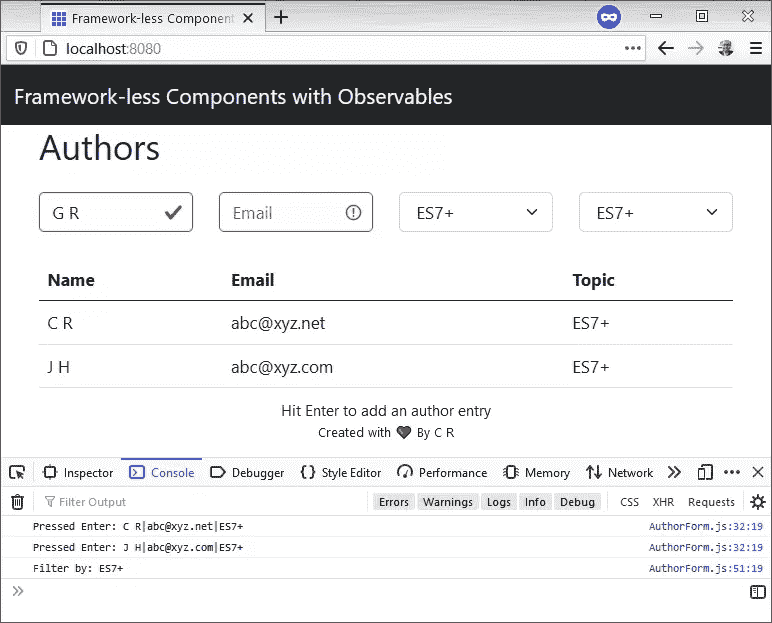 Framework-less Component
localhost:8080
Framework-less Components with Observables
Authors
G R Email ES7+ ES7+
Name Email Topic
C R abc@xyz.net ES7+
J H abc@xyz.com ES7+
Hit Enter to add an author entry
Created with By C R
Inspector Console Debugger Style Editor Performance Memory Network
Filter Output Errors Warnings Logs Info Debug CSS XHR Requests
Pressed Enter: C R|abc@xyz.net|ES7+ AuthorForm.js:32:19
Pressed Enter: J H|abc@xyz.com|ES7+ AuthorForm.js:32:19
Filter by: ES7+ AuthorForm.js:51:19